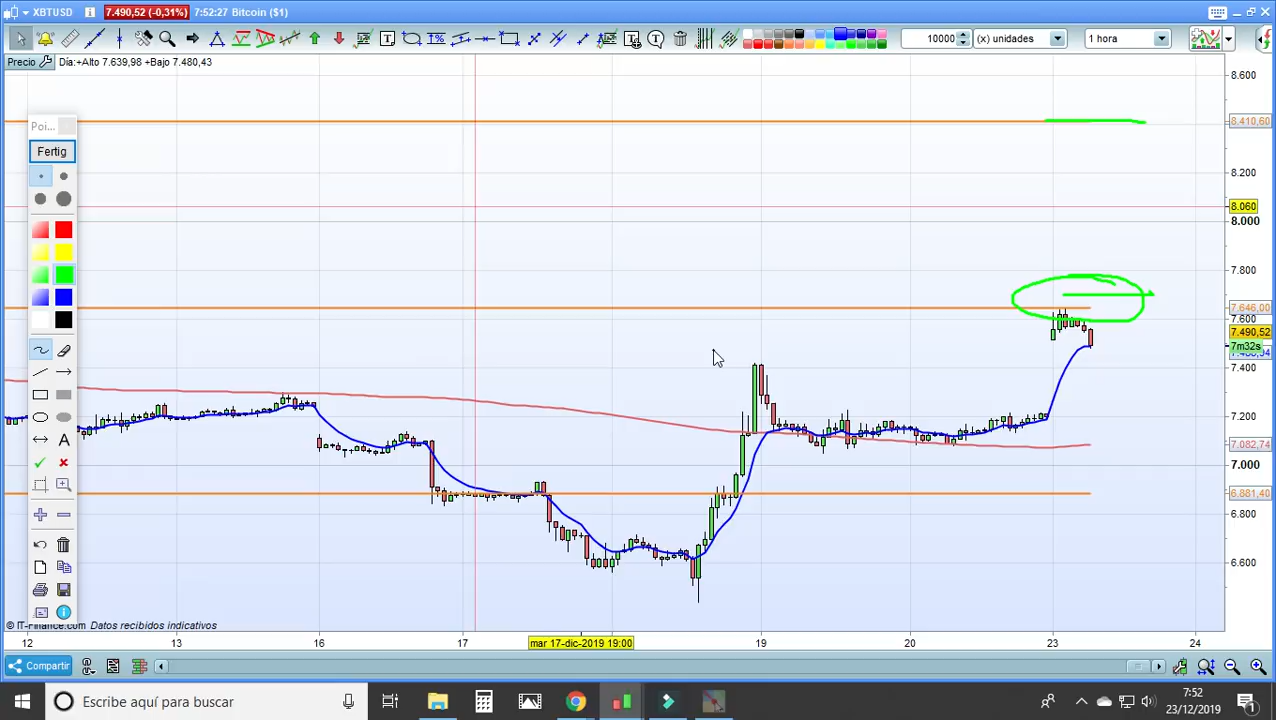 XBTUSD
7.490,52 (-0,31%)
7:52:27 Bitcoin ($1)
10000
(x) unidades
1 hora
Precio
Día:+Alto 7.639,98 +Bajo 7.480,43
Poi...
Fertig
8.600
8.410,60
8.200
8.060
8.000
7.800
7.646,00
7.600
7.490,52
7m32s
7.400
7.200
7.082,74
7.000
6.881,40
6.800
6.600
© IT-Finance.com Datos recibidos indicativos
12
13
16
17
mar 17-dic-2019 19:00
19
20
23
24
Compartir
Escribe aquí para buscar
7:52
23/12/2019
1